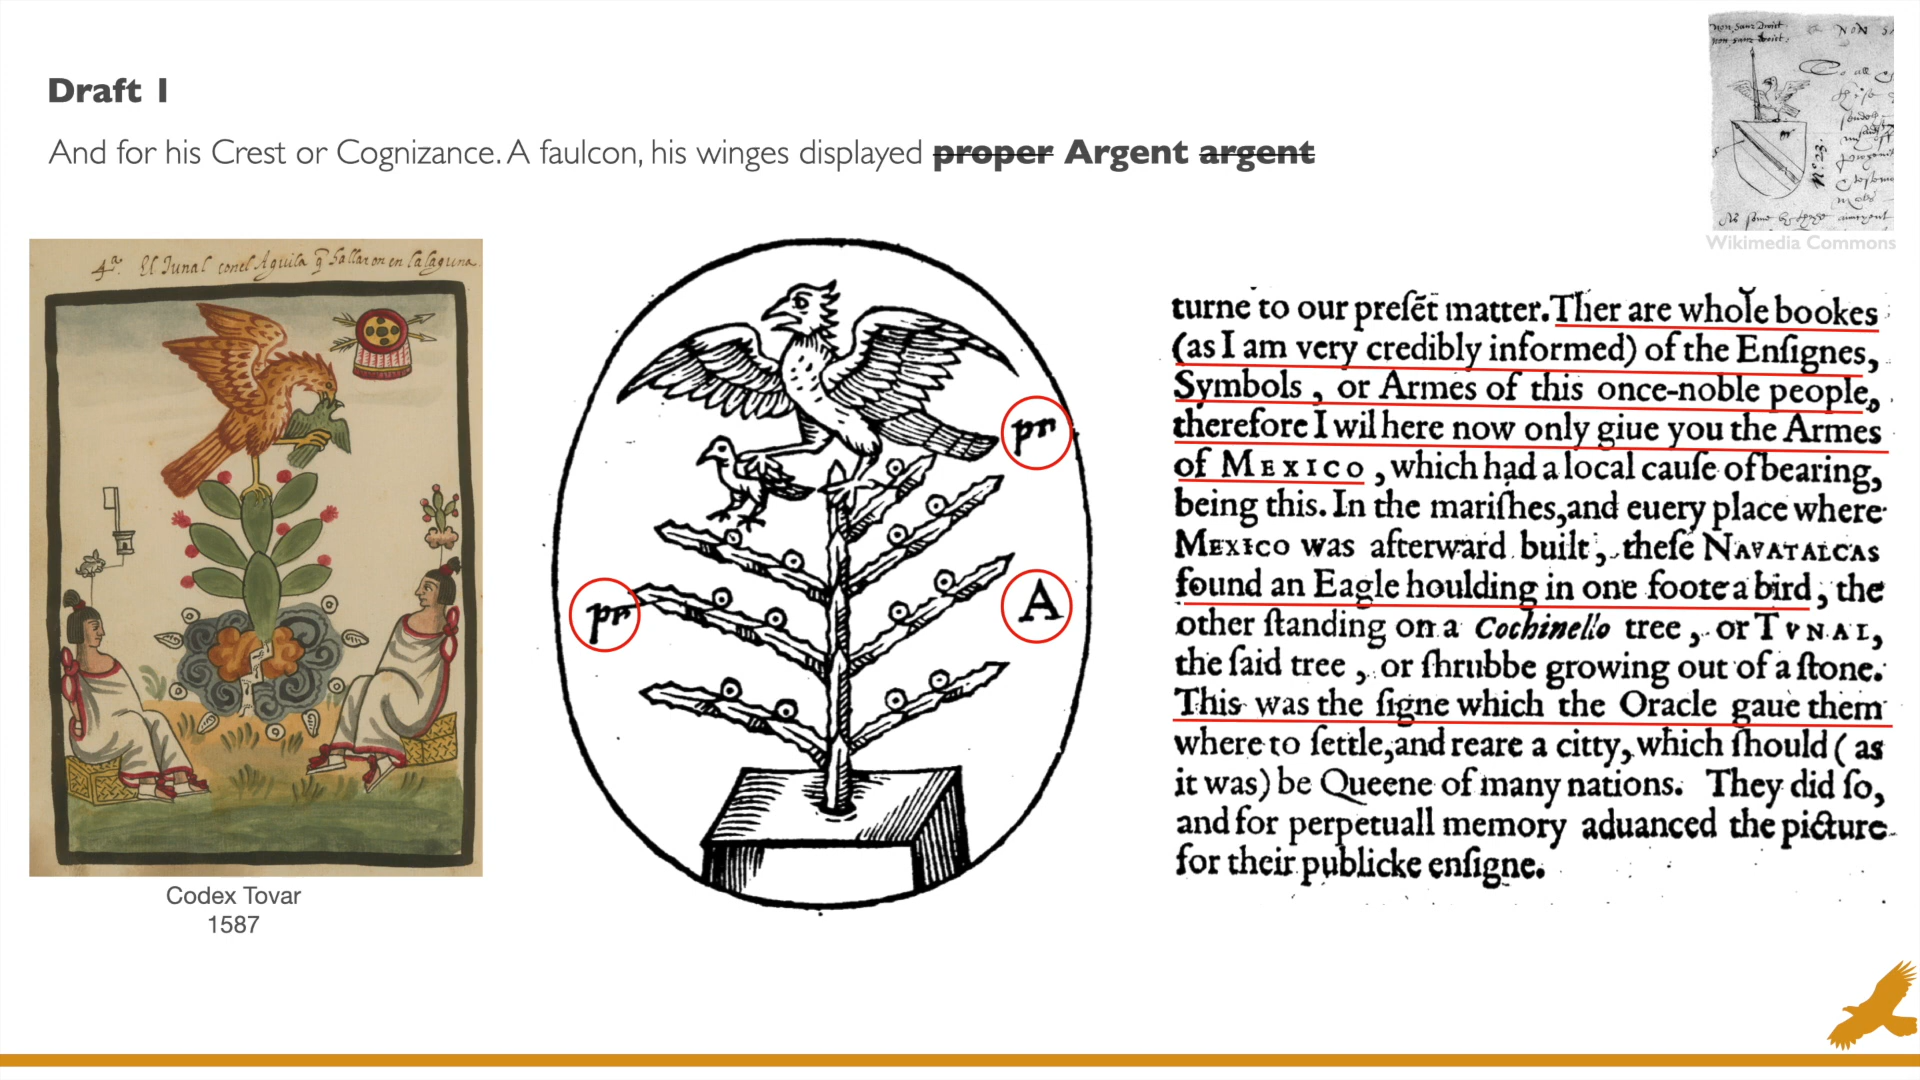 Draft 1
And for his Crest or Cognizance. A faulcon, his winges displayed proper Argent argent
non sanz droict.
non sanz droict.
NON
Wikimedia Commons
4ª. El Tunal con el Aguila q hallaron en la laguna.
Codex Tovar
1587
pr
pr
A
turne to our preſẽt matter. Ther are whole bookes
(as I am very credibly informed) of the Enſignes,
Symbols, or Armes of this once-noble people,
therefore I wil here now only giue you the Armes
of MEXICO, which had a local cauſe of bearing,
being this. In the mariſhes, and euery place where
MEXICO was afterward built, theſe NAVATALCAS
found an Eagle houlding in one foote a bird, the
other ſtanding on a Cochinello tree, or TVNAL,
the ſaid tree, or ſhrubbe growing out of a ſtone.
This was the ſigne which the Oracle gaue them
where to ſettle, and reare a citty, which ſhould ( as
it was) be Queene of many nations. They did ſo,
and for perpetuall memory aduanced the picture
for their publicke enſigne.